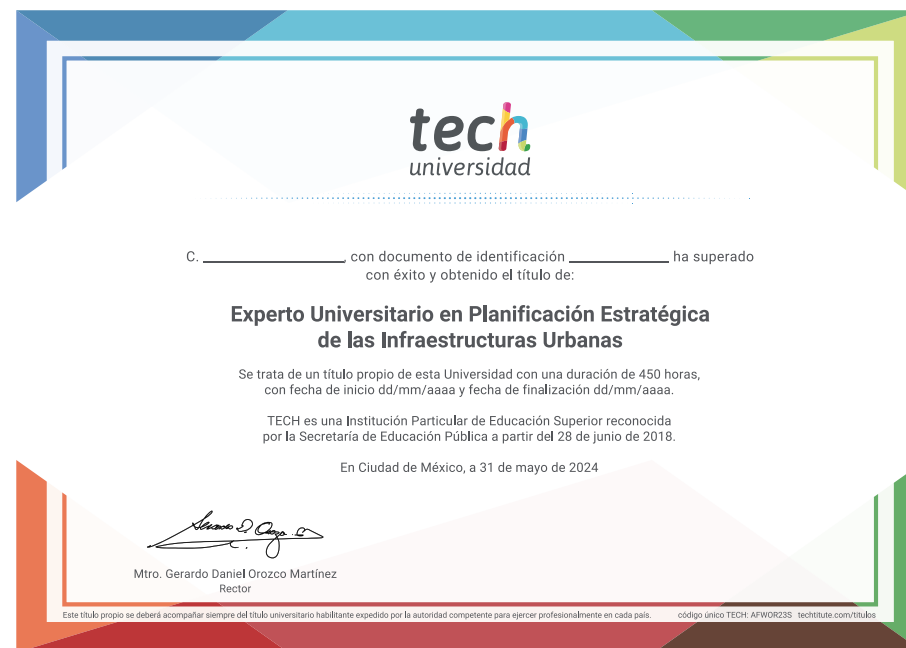 tech
universidad
C. ____________________, con documento de identificación ______________ ha superado
con éxito y obtenido el título de:
Experto Universitario en Planificación Estratégica
de las Infraestructuras Urbanas
Se trata de un título propio de esta Universidad con una duración de 450 horas,
con fecha de inicio dd/mm/aaaa y fecha de finalización dd/mm/aaaa.
TECH es una Institución Particular de Educación Superior reconocida
por la Secretaría de Educación Pública a partir del 28 de junio de 2018.
En Ciudad de México, a 31 de mayo de 2024
Mtro. Gerardo Daniel Orozco Martínez
Rector
Este título propio se deberá acompañar siempre del título universitario habilitante expedido por la autoridad competente para ejercer profesionalmente en cada país. código único TECH: AFWOR23S techtitute.com/titulos